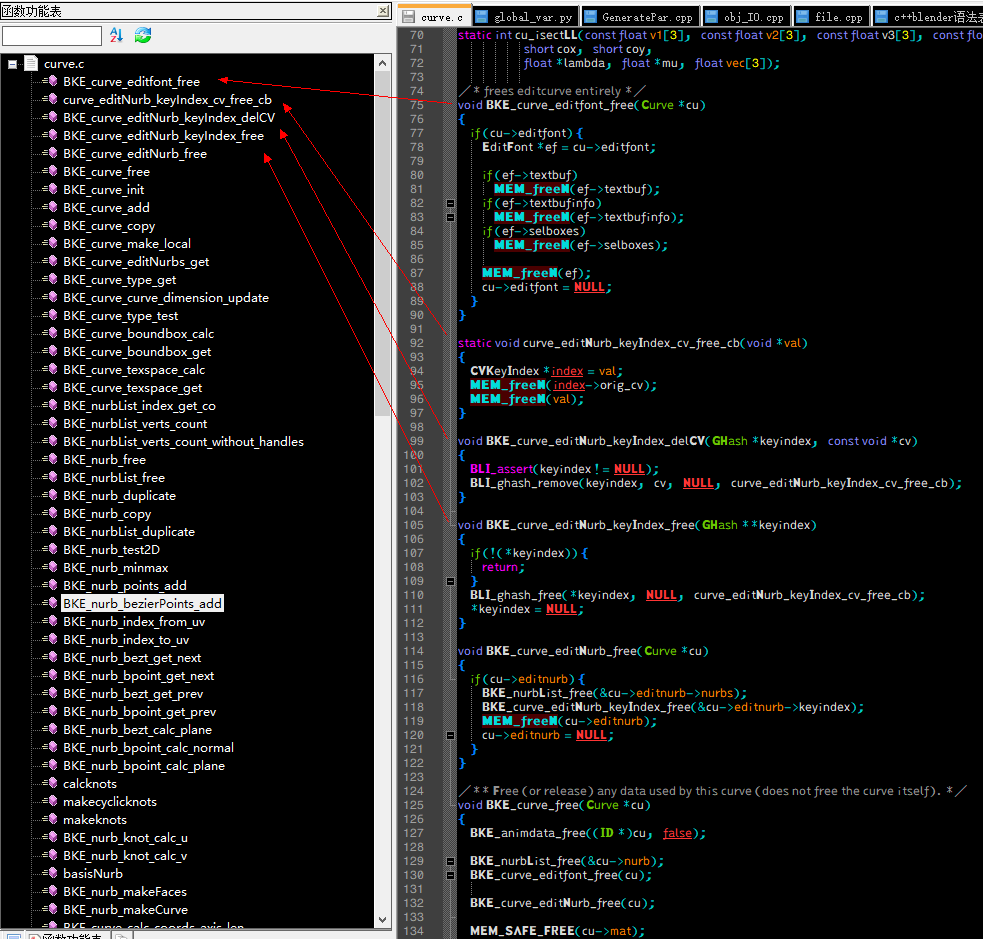 函数功能表
curve.c
BKE_curve_editfont_free
curve_editNurb_keyIndex_cv_free_cb
BKE_curve_editNurb_keyIndex_delCV
BKE_curve_editNurb_keyIndex_free
BKE_curve_editNurb_free
BKE_curve_free
BKE_curve_init
BKE_curve_add
BKE_curve_copy
BKE_curve_make_local
BKE_curve_editNurbs_get
BKE_curve_type_get
BKE_curve_curve_dimension_update
BKE_curve_type_test
BKE_curve_boundbox_calc
BKE_curve_boundbox_get
BKE_curve_texspace_calc
BKE_curve_texspace_get
BKE_nurbList_index_get_co
BKE_nurbList_verts_count
BKE_nurbList_verts_count_without_handles
BKE_nurb_free
BKE_nurbList_free
BKE_nurb_duplicate
BKE_nurb_copy
BKE_nurbList_duplicate
BKE_nurb_test2D
BKE_nurb_minmax
BKE_nurb_points_add
BKE_nurb_bezierPoints_add
BKE_nurb_index_from_uv
BKE_nurb_index_to_uv
BKE_nurb_bezt_get_next
BKE_nurb_bpoint_get_next
BKE_nurb_bezt_get_prev
BKE_nurb_bpoint_get_prev
BKE_nurb_bezt_calc_plane
BKE_nurb_bpoint_calc_normal
BKE_nurb_bpoint_calc_plane
calcknots
makecyclicknots
makeknots
BKE_nurb_knot_calc_u
BKE_nurb_knot_calc_v
basisNurb
BKE_nurb_makeFaces
BKE_nurb_makeCurve
BKE_curve_calc_coords_axis_len
函数功能表
curve.c global_var.py GeneratePar.cpp obj_IO.cpp file.cpp c++blender语法
70 static int cu_isectLL(const float v1[3], const float v2[3], const float v3[3], const flo
71 short cox, short coy,
72 float *lambda, float *mu, float vec[3]);
73
74 /* frees editcurve entirely */
75 void BKE_curve_editfont_free(Curve *cu)
76 {
77 if (cu->editfont) {
78 EditFont *ef = cu->editfont;
79
80 if (ef->textbuf)
81 MEM_freeN(ef->textbuf);
82 if (ef->textbufinfo)
83 MEM_freeN(ef->textbufinfo);
84 if (ef->selboxes)
85 MEM_freeN(ef->selboxes);
86
87 MEM_freeN(ef);
88 cu->editfont = NULL;
89 }
90 }
91
92 static void curve_editNurb_keyIndex_cv_free_cb(void *val)
93 {
94 CVKeyIndex *index = val;
95 MEM_freeN(index->orig_cv);
96 MEM_freeN(val);
97 }
98
99 void BKE_curve_editNurb_keyIndex_delCV(GHash *keyindex, const void *cv)
100 {
101 BLI_assert(keyindex != NULL);
102 BLI_ghash_remove(keyindex, cv, NULL, curve_editNurb_keyIndex_cv_free_cb);
103 }
104
105 void BKE_curve_editNurb_keyIndex_free(GHash **keyindex)
106 {
107 if (!(*keyindex)) {
108 return;
109 }
110 BLI_ghash_free(*keyindex, NULL, curve_editNurb_keyIndex_cv_free_cb);
111 *keyindex = NULL;
112 }
113
114 void BKE_curve_editNurb_free(Curve *cu)
115 {
116 if (cu->editnurb) {
117 BKE_nurbList_free(&cu->editnurb->nurbs);
118 BKE_curve_editNurb_keyIndex_free(&cu->editnurb->keyindex);
119 MEM_freeN(cu->editnurb);
120 cu->editnurb = NULL;
121 }
122 }
123
124 /** Free (or release) any data used by this curve (does not free the curve itself). */
125 void BKE_curve_free(Curve *cu)
126 {
127 BKE_animdata_free((ID *)cu, false);
128
129 BKE_nurbList_free(&cu->nurb);
130 BKE_curve_editfont_free(cu);
131
132 BKE_curve_editNurb_free(cu);
133
134 MEM_SAFE_FREE(cu->mat);